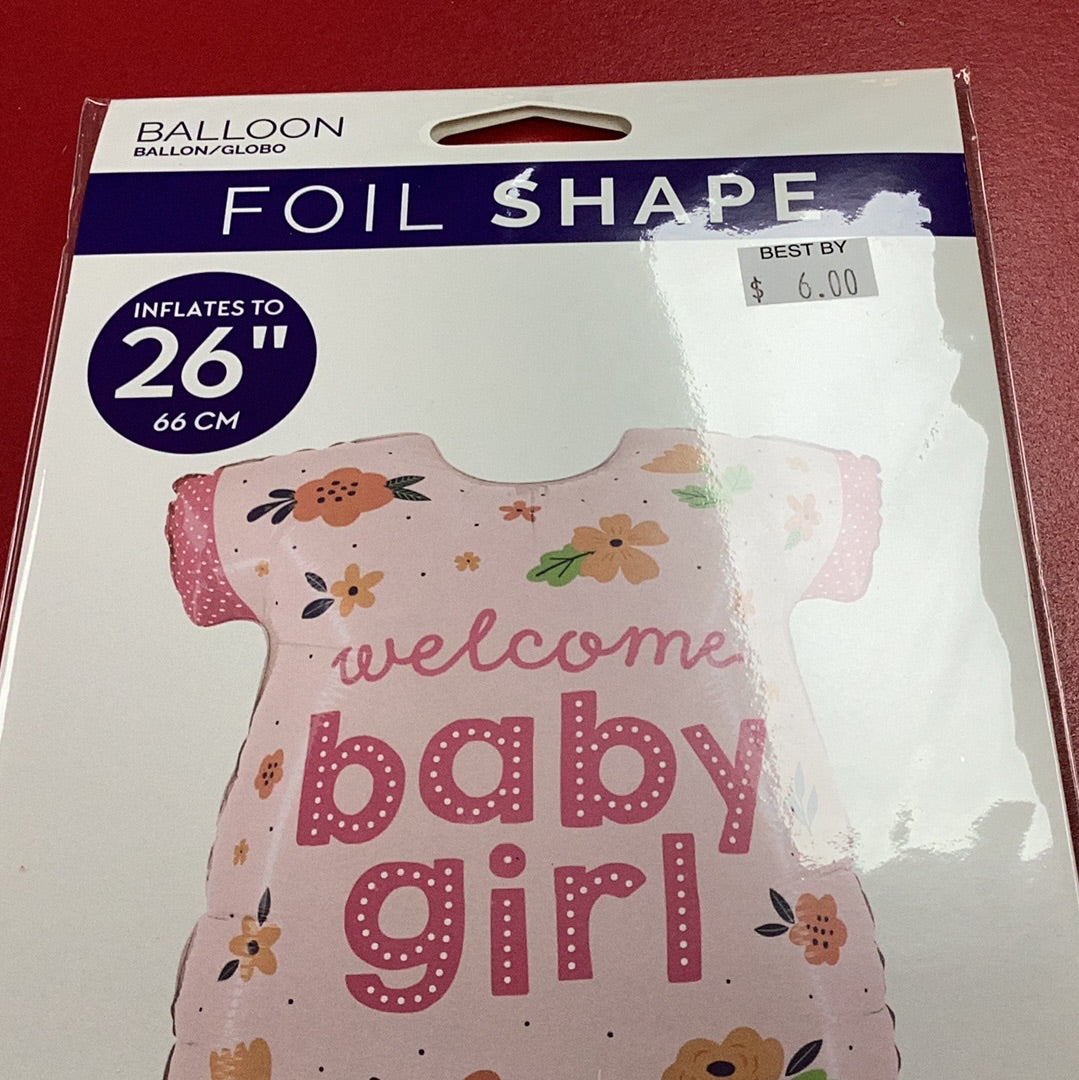 BALLOON
BALLON/GLOBO
FOIL SHAPE
BEST BY
$ 6.00
INFLATES TO
26"
66 CM
welcome
baby
girl